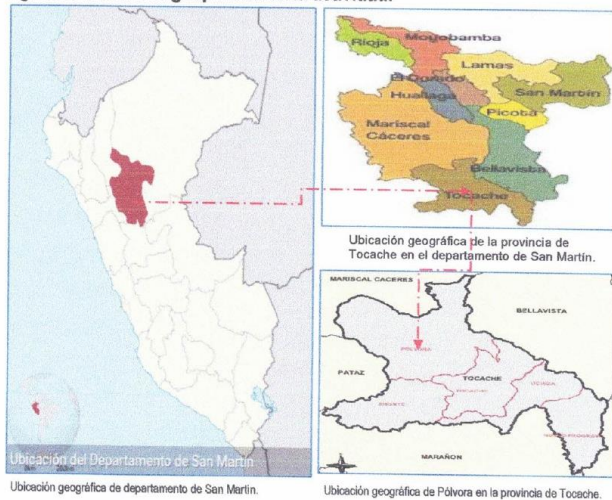 Ubicación del Departamento de San Martín
Ubicación geográfica de departamento de San Martín.
Rioja
Moyobamba
Lamas
El Dorado
San Martín
Huallaga
Picota
Mariscal
Cáceres
Bellavista
Tocache
Ubicación geográfica de la provincia de
Tocache en el departamento de San Martín.
MARISCAL CACERES
BELLAVISTA
POLVORA
PATAZ
TOCACHE
UCHIZA
MARAÑON
Ubicación geográfica de Pólvora en la provincia de Tocache.